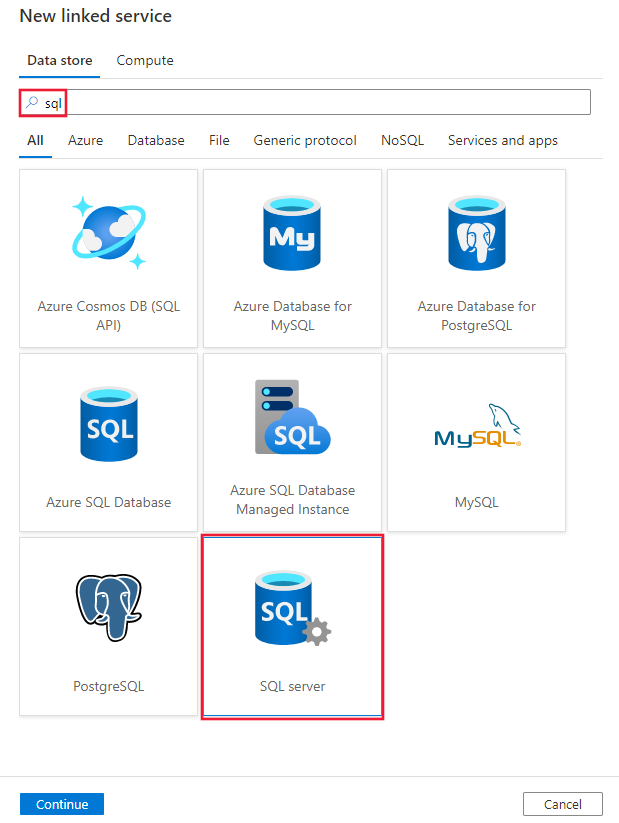 New linked service
Data store Compute
sql
All Azure Database File Generic protocol NoSQL Services and apps
My
Azure Cosmos DB (SQL
API)
Azure Database for
MySQL
Azure Database for
PostgreSQL
SQL
SQL
MySQL
Azure SQL Database
Azure SQL Database
Managed Instance
MySQL
SQL
PostgreSQL
SQL server
Continue Cancel